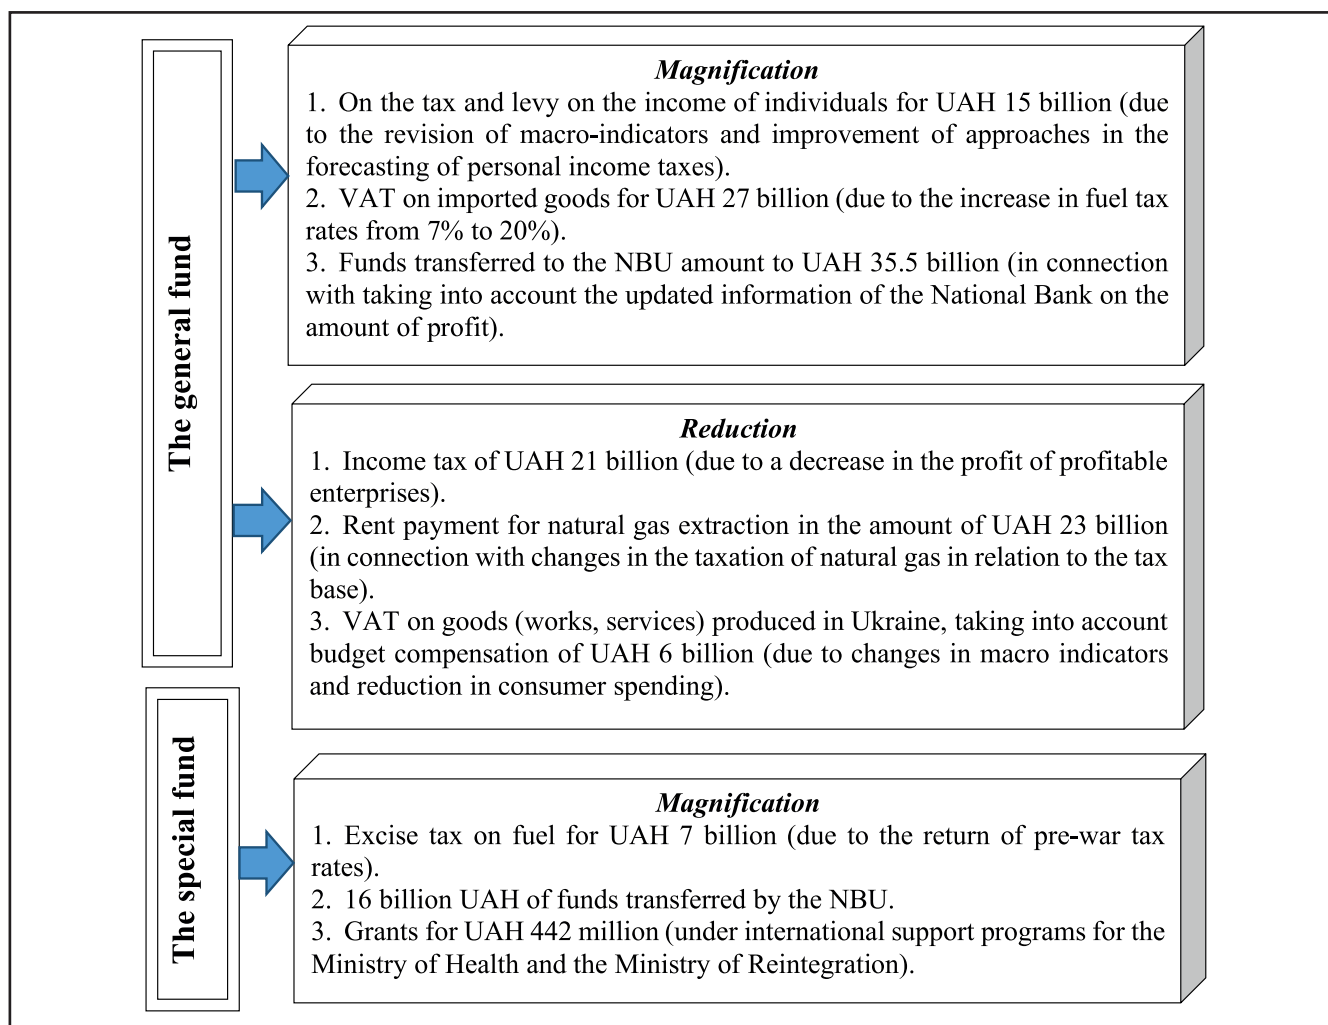 The general fund
Magnification
1. On the tax and levy on the income of individuals for UAH 15 billion (due
to the revision of macro-indicators and improvement of approaches in the
forecasting of personal income taxes).
2. VAT on imported goods for UAH 27 billion (due to the increase in fuel tax
rates from 7% to 20%).
3. Funds transferred to the NBU amount to UAH 35.5 billion (in connection
with taking into account the updated information of the National Bank on the
amount of profit).
Reduction
1. Income tax of UAH 21 billion (due to a decrease in the profit of profitable
enterprises).
2. Rent payment for natural gas extraction in the amount of UAH 23 billion
(in connection with changes in the taxation of natural gas in relation to the tax
base).
3. VAT on goods (works, services) produced in Ukraine, taking into account
budget compensation of UAH 6 billion (due to changes in macro indicators
and reduction in consumer spending).
The special fund
Magnification
1. Excise tax on fuel for UAH 7 billion (due to the return of pre-war tax
rates).
2. 16 billion UAH of funds transferred by the NBU.
3. Grants for UAH 442 million (under international support programs for the
Ministry of Health and the Ministry of Reintegration).